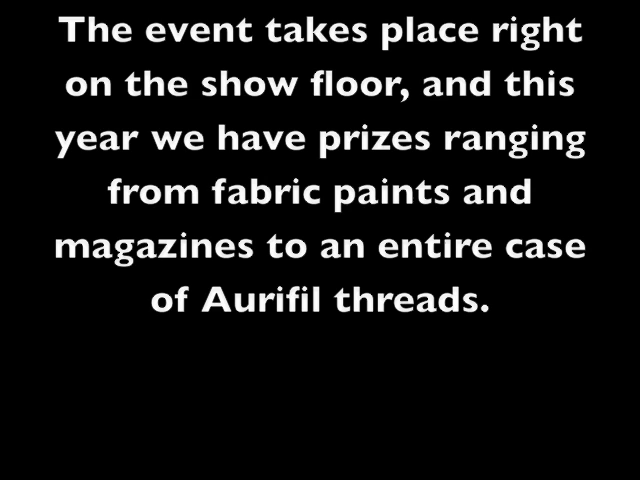 The event takes place right
on the show floor, and this
year we have prizes ranging
from fabric paints and
magazines to an entire case
of Aurifil threads.